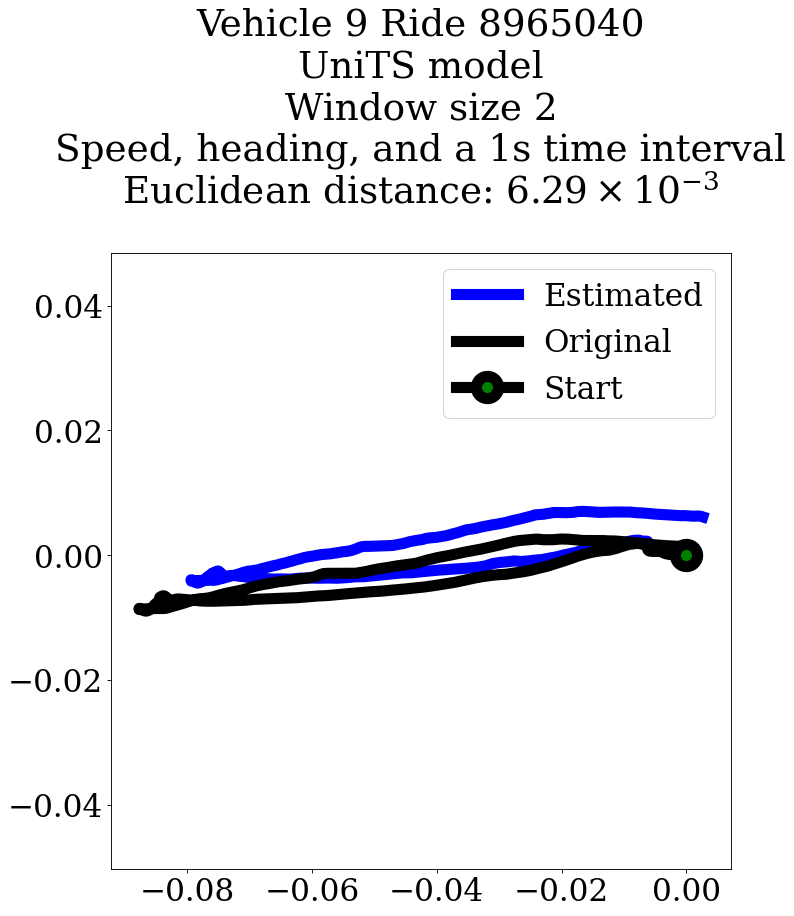 Vehicle 9 Ride 8965040
UniTS model
Window size 2
Speed, heading, and a 1s time interval
Euclidean distance: 6.29 × 10⁻³
Estimated
Original
Start
0.04
0.02
0.00
−0.02
−0.04
−0.08 −0.06 −0.04 −0.02 0.00